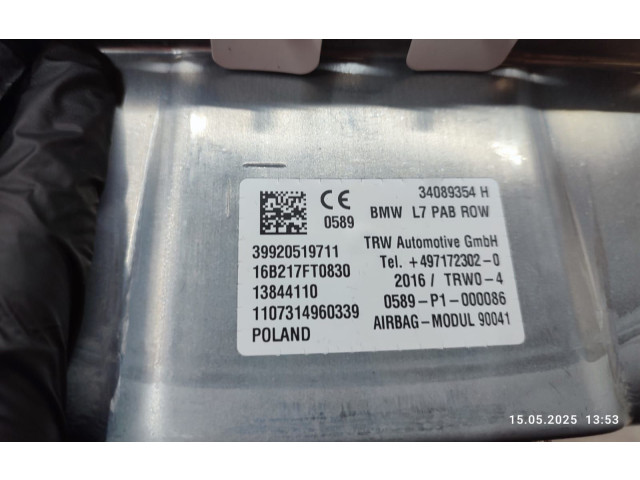 34089354 H
CE
0589
BMW L7 PAB ROW
39920519711
TRW Automotive GmbH
16B217FT0830
Tel. +497172302-0
13844110
2016 / TRW0-4
1107314960339
0589-P1-000086
POLAND
AIRBAG-MODUL 90041
15.05.2025 13:53